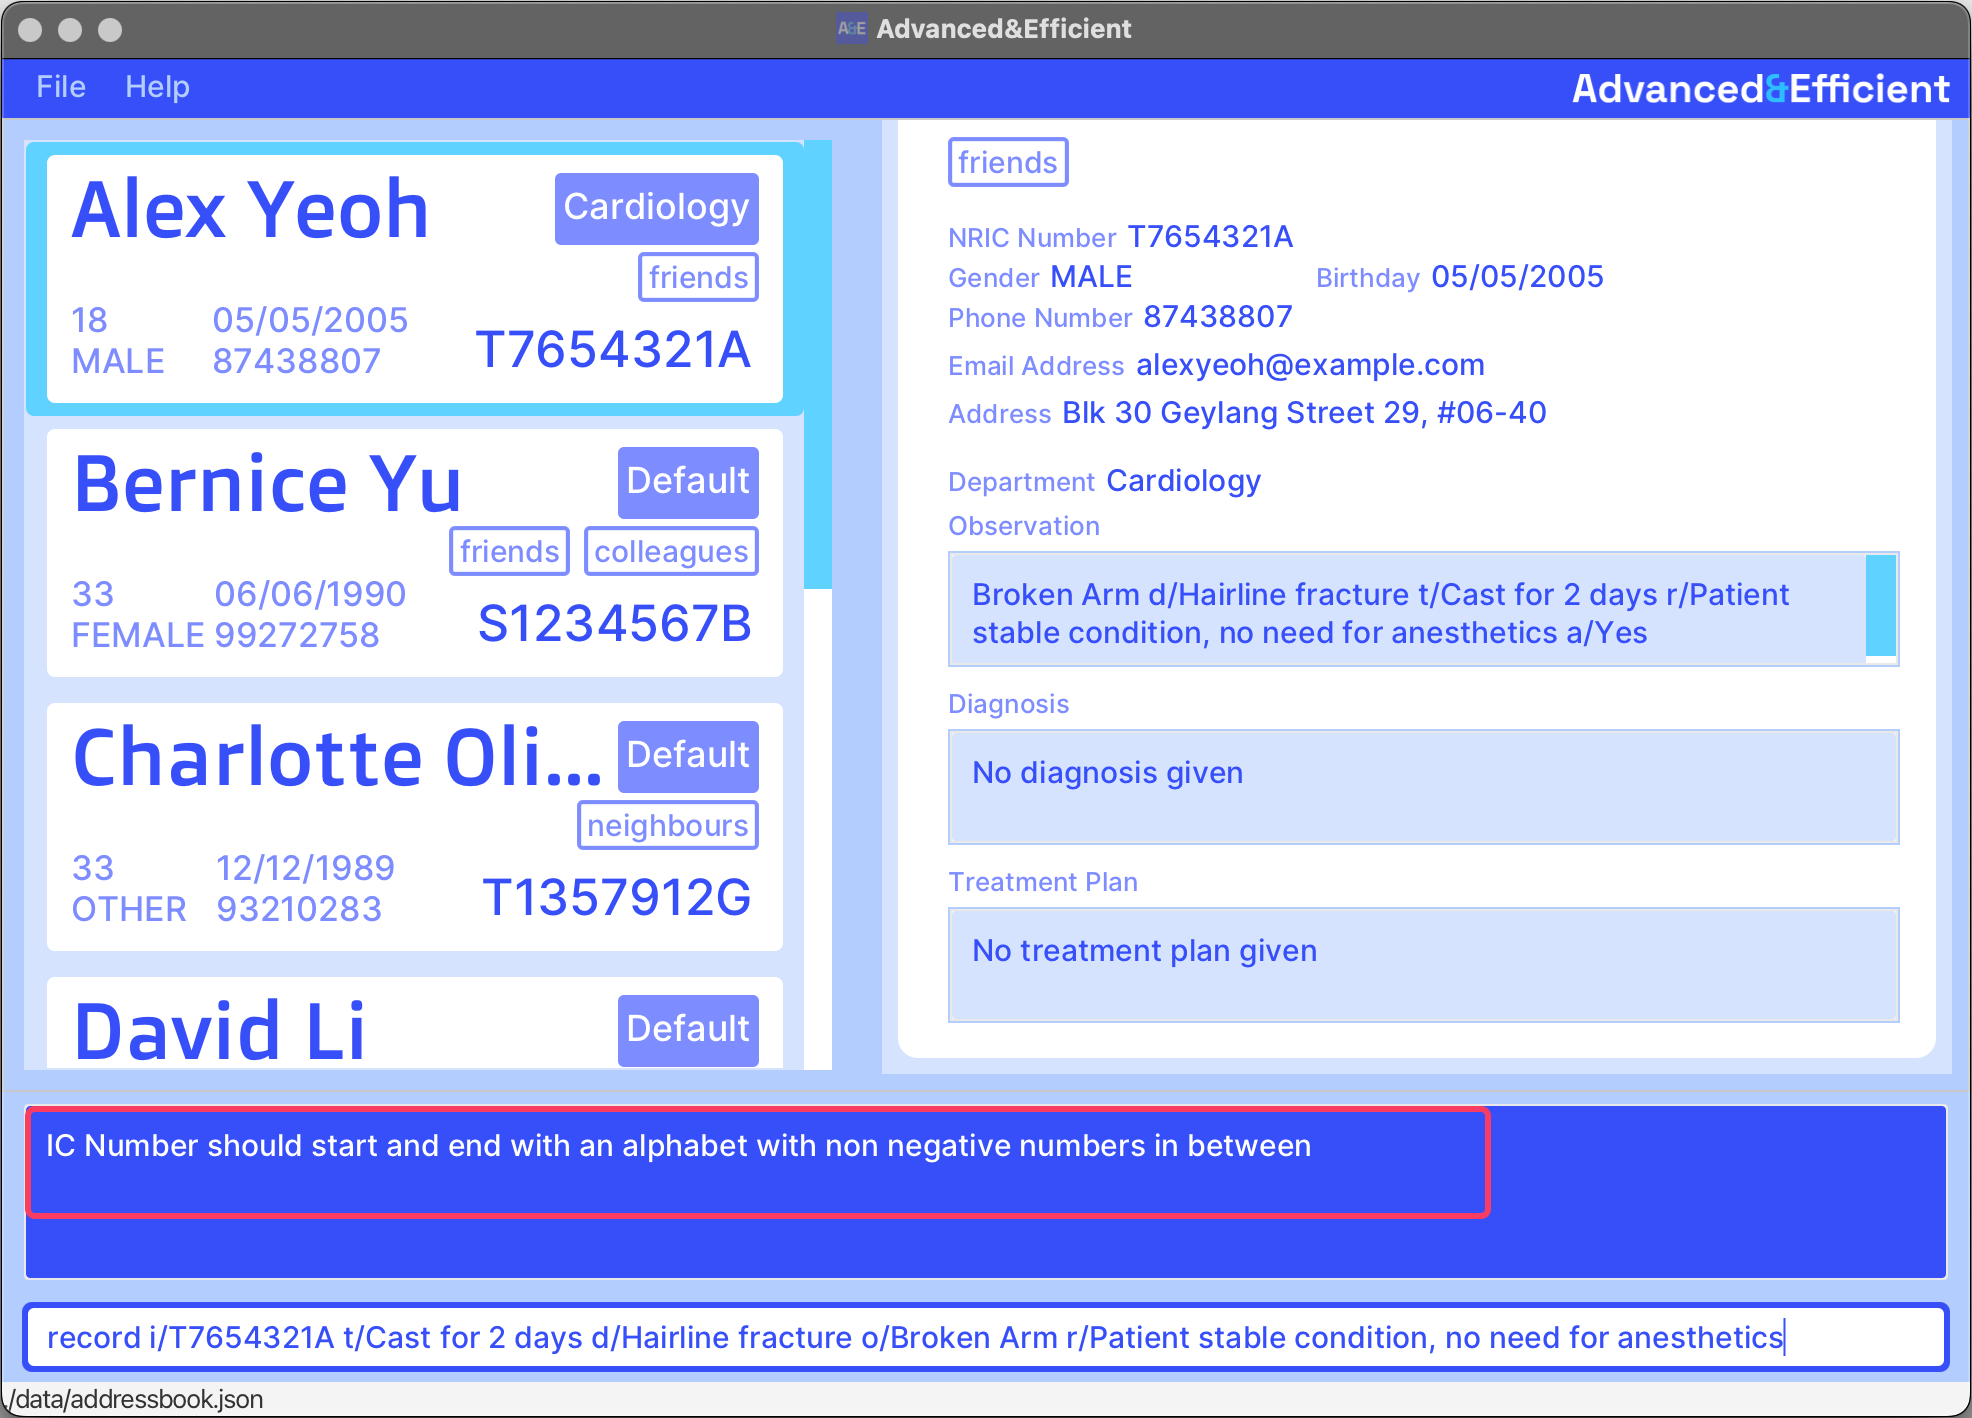 A&E Advanced&Efficient
File Help
Advanced&Efficient
Alex Yeoh
Cardiology
friends
18 05/05/2005
MALE 87438807
T7654321A
Bernice Yu
Default
friends colleagues
33 06/06/1990
FEMALE 99272758
S1234567B
Charlotte Oli...
Default
neighbours
33 12/12/1989
OTHER 93210283
T1357912G
David Li
Default
friends
NRIC Number T7654321A
Gender MALE Birthday 05/05/2005
Phone Number 87438807
Email Address alexyeoh@example.com
Address Blk 30 Geylang Street 29, #06-40
Department Cardiology
Observation
Broken Arm d/Hairline fracture t/Cast for 2 days r/Patient
stable condition, no need for anesthetics a/Yes
Diagnosis
No diagnosis given
Treatment Plan
No treatment plan given
IC Number should start and end with an alphabet with non negative numbers in between
record i/T7654321A t/Cast for 2 days d/Hairline fracture o/Broken Arm r/Patient stable condition, no need for anesthetics
./data/addressbook.json